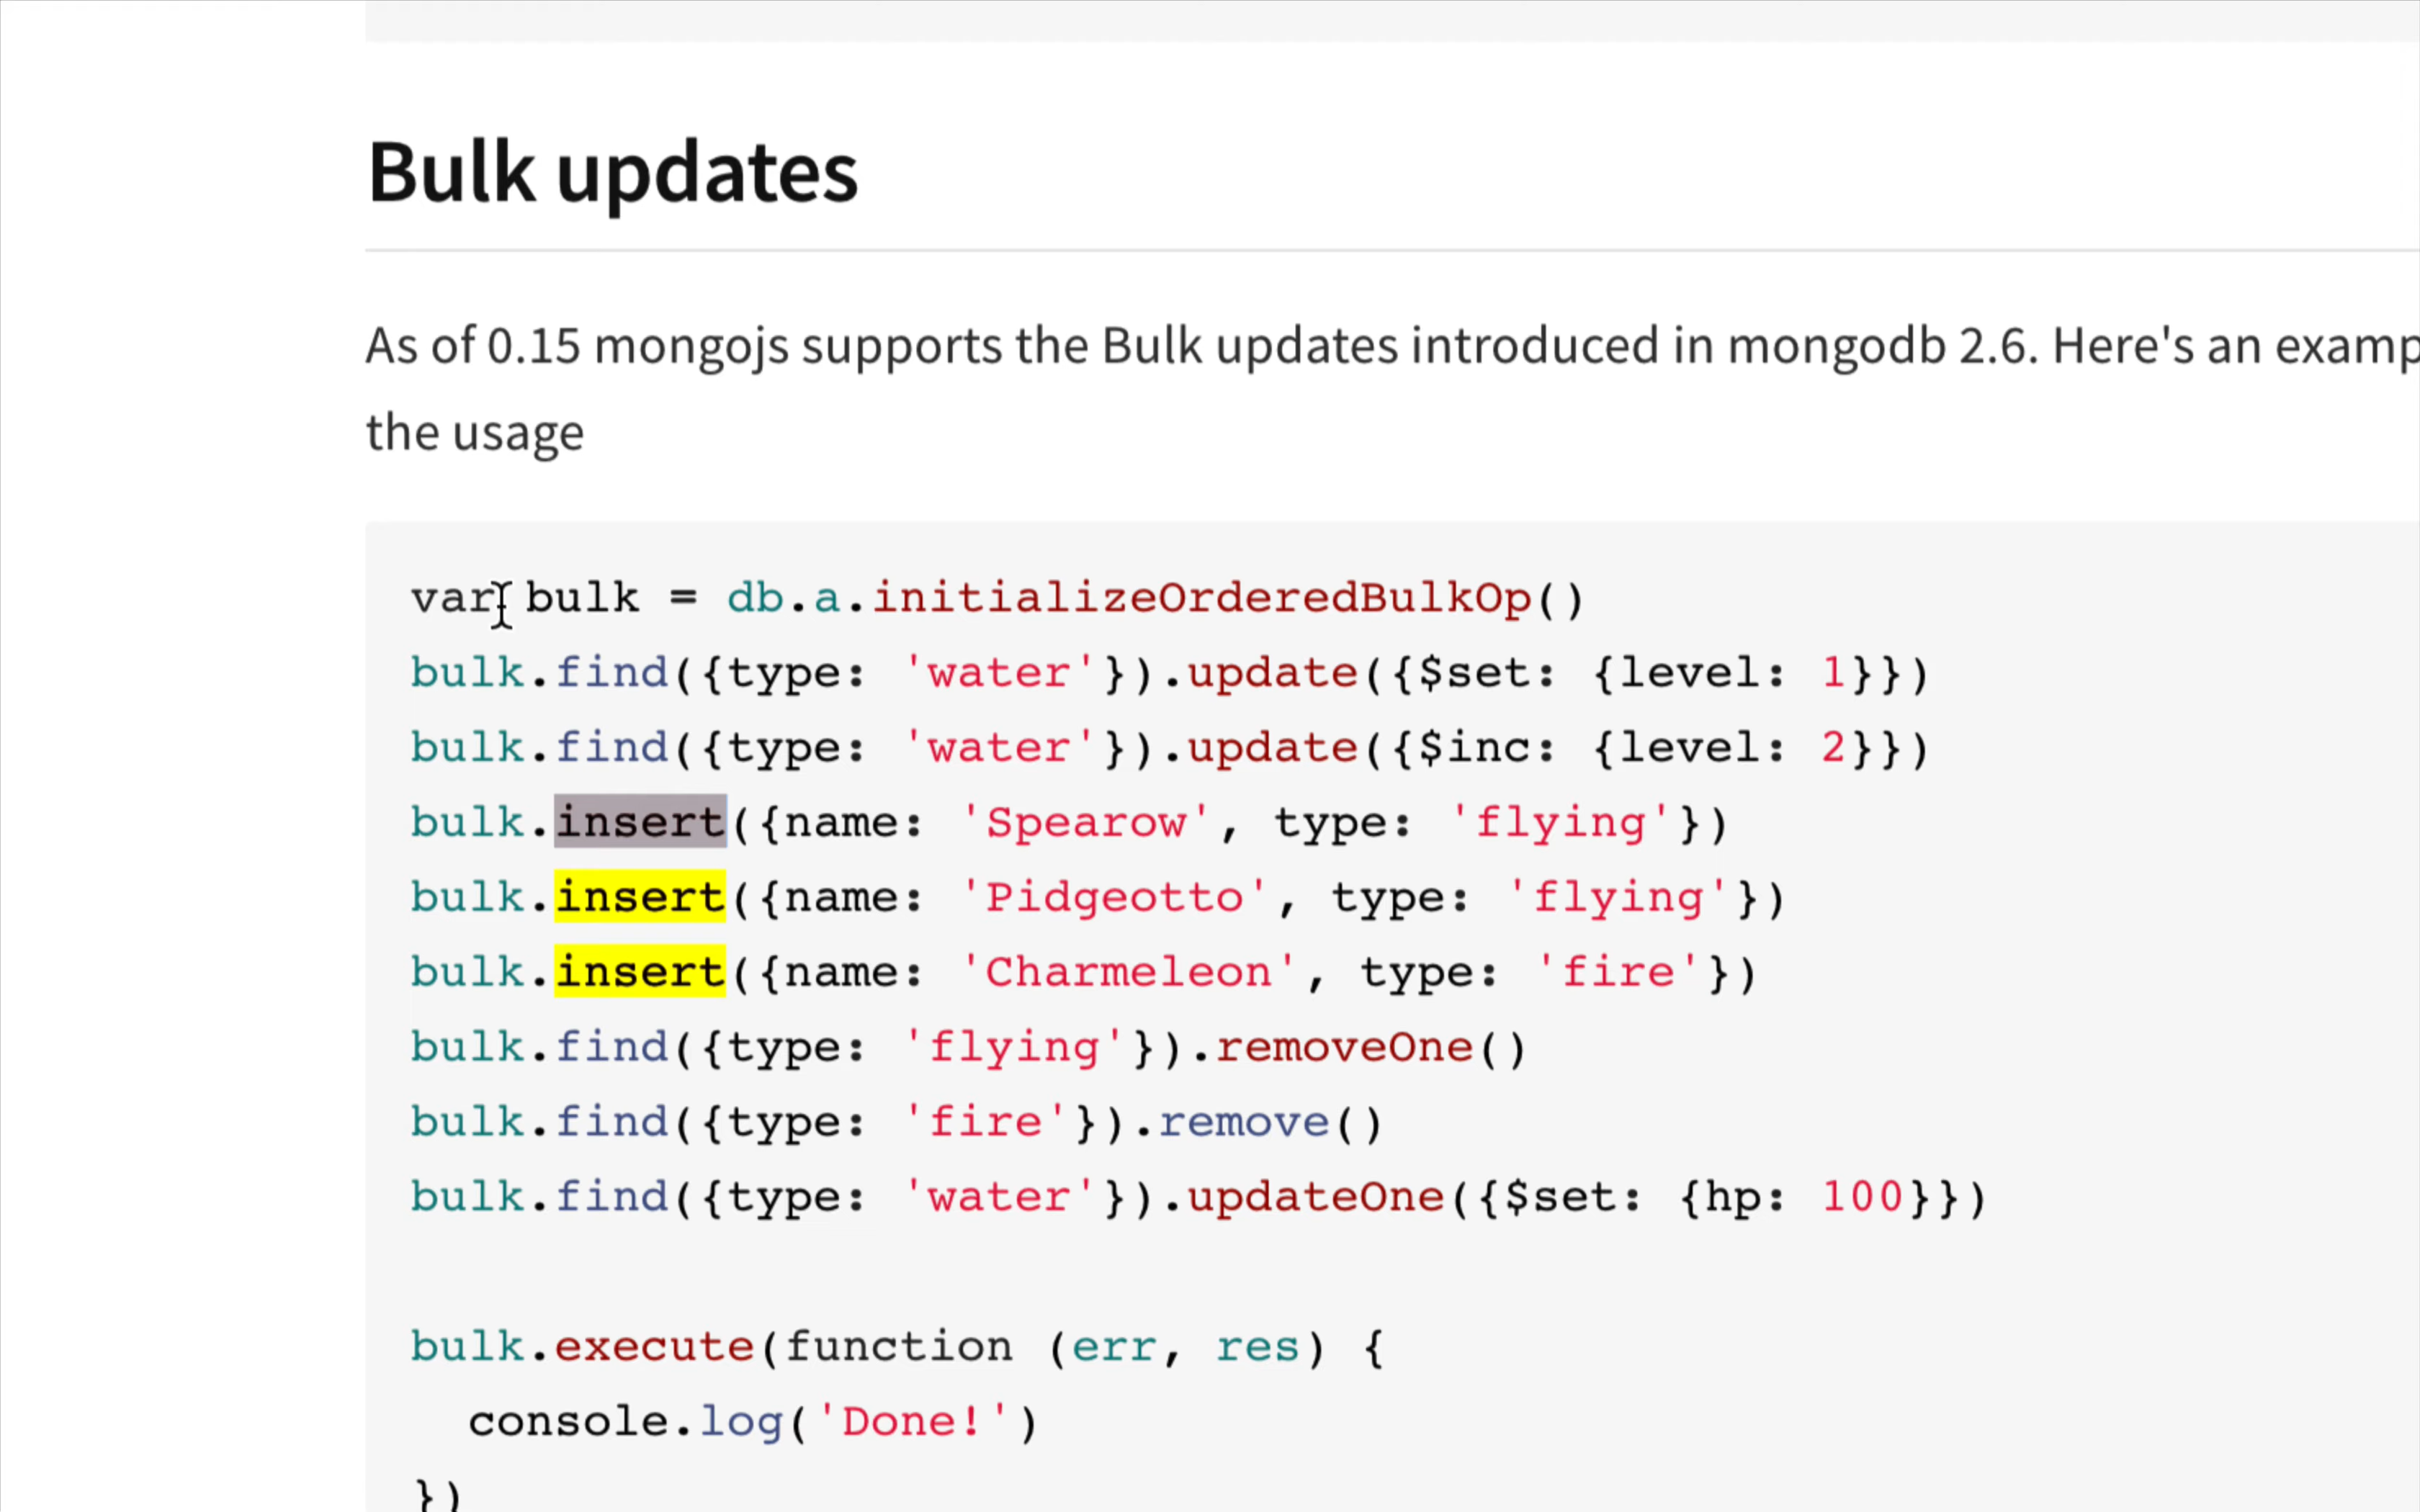 Bulk updates
As of 0.15 mongojs supports the Bulk updates introduced in mongodb 2.6. Here's an
the usage
var bulk = db.a.initializeOrderedBulkOp()
bulk.find({type: 'water'}).update({$set: {level: 1}})
bulk.find({type: 'water'}).update({$inc: {level: 2}})
bulk.insert({name: 'Spearow', type: 'flying'})
bulk.insert({name: 'Pidgeotto', type: 'flying'})
bulk.insert({name: 'Charmeleon', type: 'fire'})
bulk.find({type: 'flying'}).removeOne()
bulk.find({type: 'fire'}).remove()
bulk.find({type: 'water'}).updateOne({$set: {hp: 100}})
bulk.execute(function (err, res) {
  console.log('Done!')
})